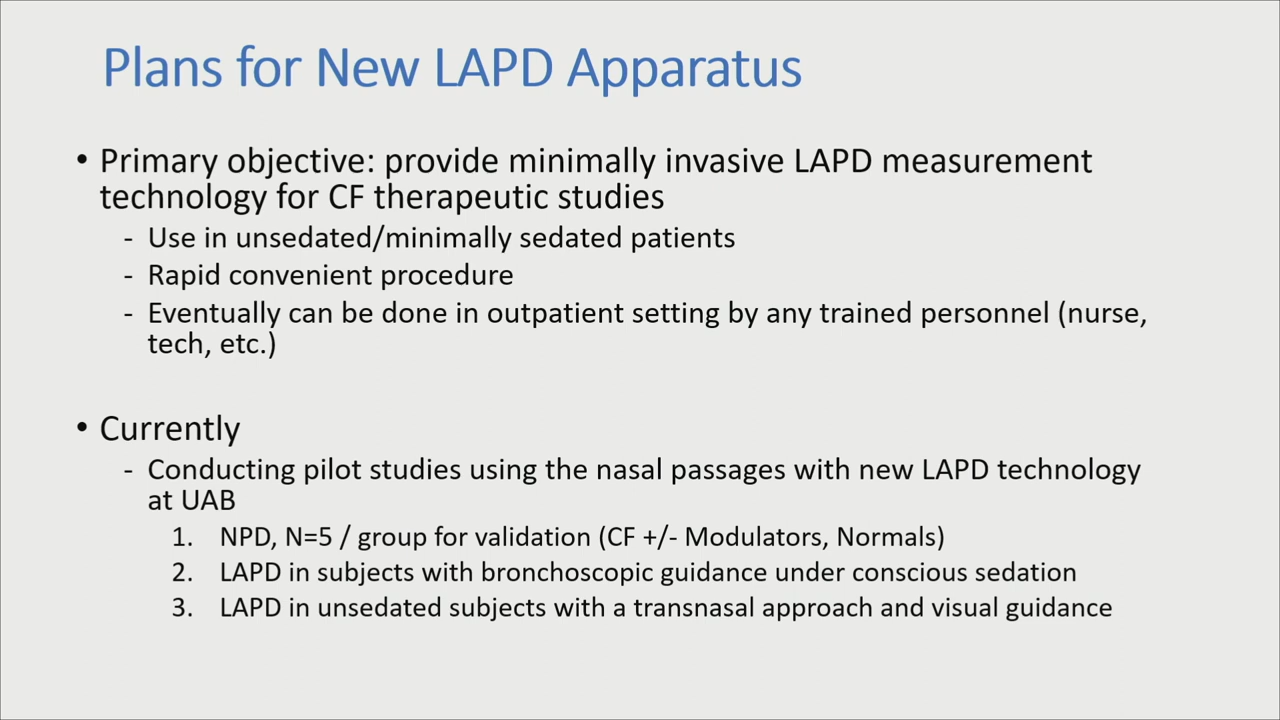 Plans for New LAPD Apparatus
• Primary objective: provide minimally invasive LAPD measurement
technology for CF therapeutic studies
- Use in unsedated/minimally sedated patients
- Rapid convenient procedure
- Eventually can be done in outpatient setting by any trained personnel (nurse,
tech, etc.)
• Currently
- Conducting pilot studies using the nasal passages with new LAPD technology
at UAB
1. NPD, N=5 / group for validation (CF +/- Modulators, Normals)
2. LAPD in subjects with bronchoscopic guidance under conscious sedation
3. LAPD in unsedated subjects with a transnasal approach and visual guidance